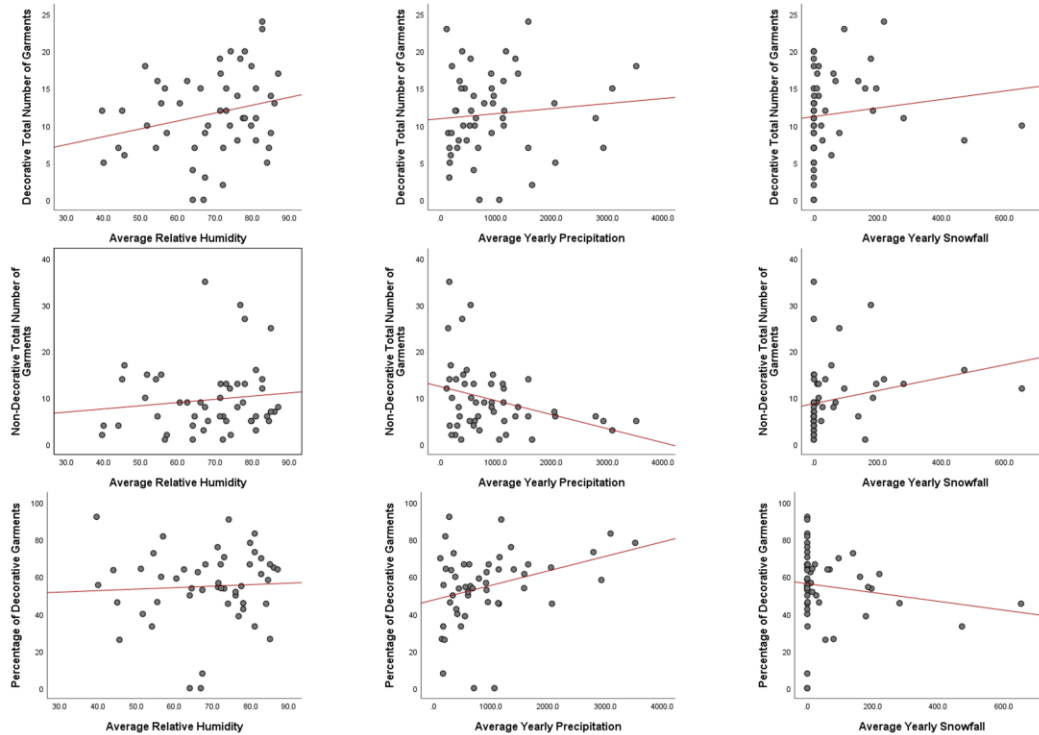 Decorative Total Number of Garments
25
20
15
10
5
0
30.0 40.0 50.0 60.0 70.0 80.0 90.0
Average Relative Humidity
Decorative Total Number of Garments
25
20
15
10
5
0
.0 1000.0 2000.0 3000.0 4000.0
Average Yearly Precipitation
Decorative Total Number of Garments
25
20
15
10
5
0
.0 200.0 400.0 600.0
Average Yearly Snowfall
Non-Decorative Total Number of
Garments
40
30
20
10
0
30.0 40.0 50.0 60.0 70.0 80.0 90.0
Average Relative Humidity
Non-Decorative Total Number of
Garments
40
30
20
10
0
.0 1000.0 2000.0 3000.0 4000.0
Average Yearly Precipitation
Non-Decorative Total Number of
Garments
40
30
20
10
0
.0 200.0 400.0 600.0
Average Yearly Snowfall
Percentage of Decorative Garments
100
80
60
40
20
0
30.0 40.0 50.0 60.0 70.0 80.0 90.0
Average Relative Humidity
Percentage of Decorative Garments
100
80
60
40
20
0
.0 1000.0 2000.0 3000.0 4000.0
Average Yearly Precipitation
Percentage of Decorative Garments
100
80
60
40
20
0
.0 200.0 400.0 600.0
Average Yearly Snowfall